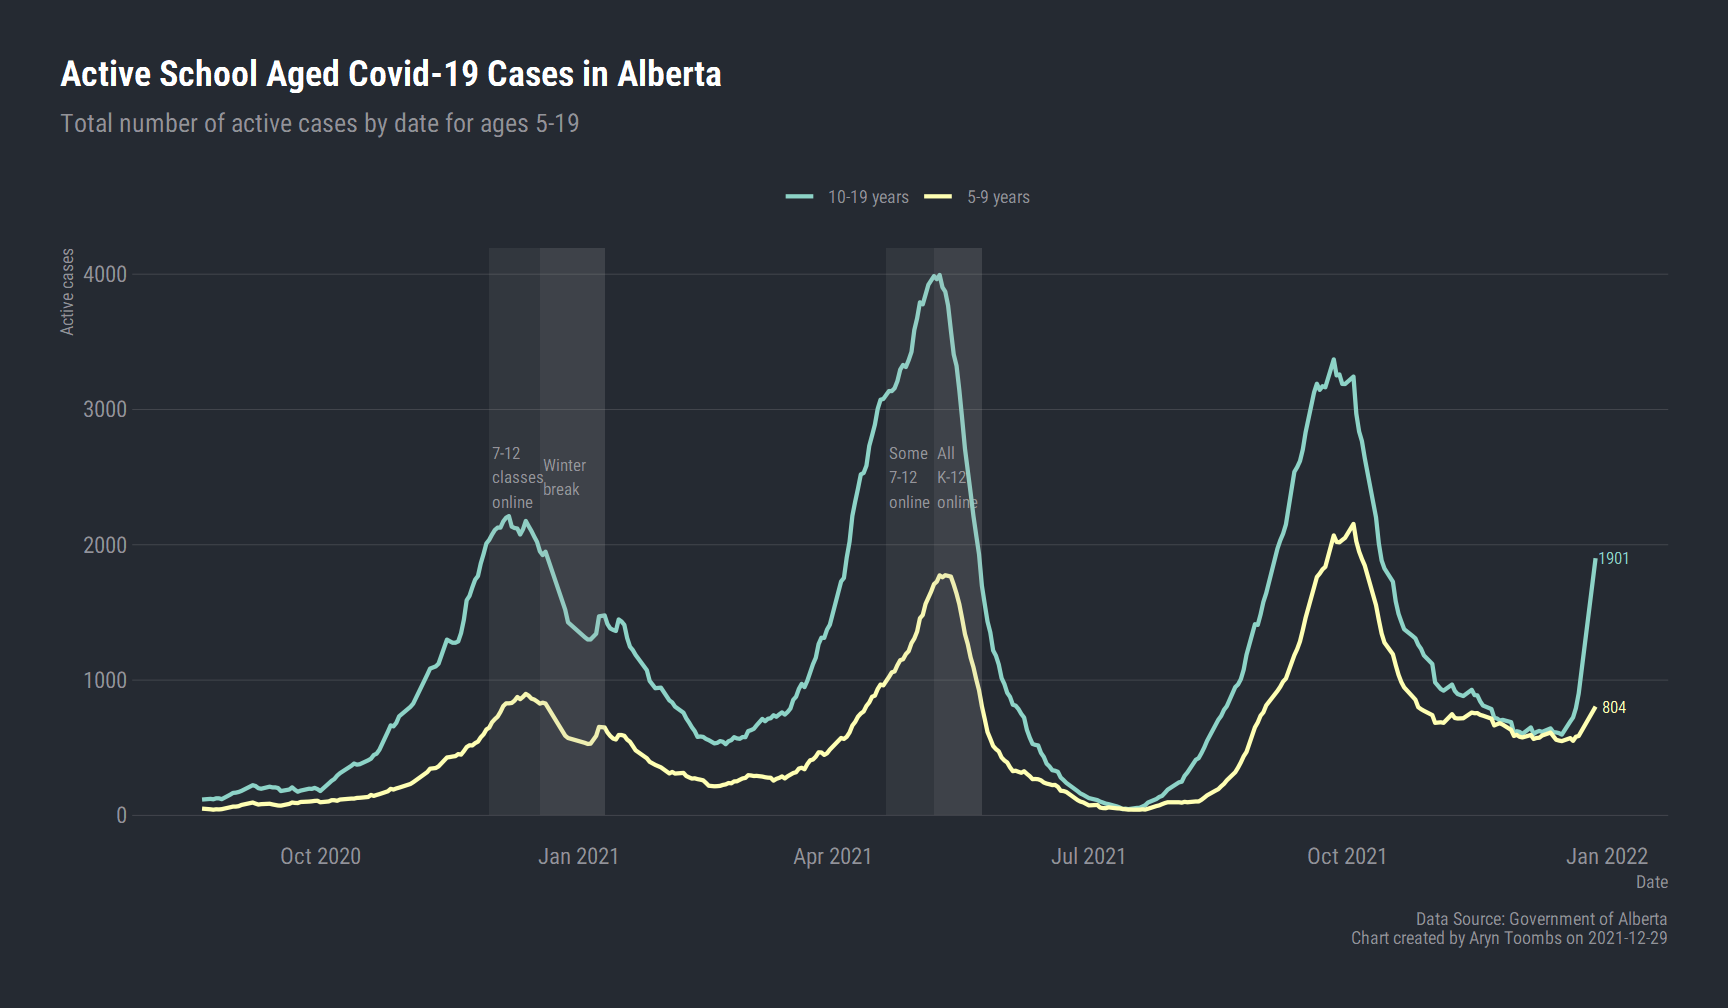 Active School Aged Covid-19 Cases in Alberta
Total number of active cases by date for ages 5-19
10-19 years
5-9 years
Active cases
4000
3000
2000
1000
0
7-12
classes
online
Winter
break
Some
7-12
online
All
K-12
online
1901
804
Oct 2020
Jan 2021
Apr 2021
Jul 2021
Oct 2021
Jan 2022
Date
Data Source: Government of Alberta
Chart created by Aryn Toombs on 2021-12-29